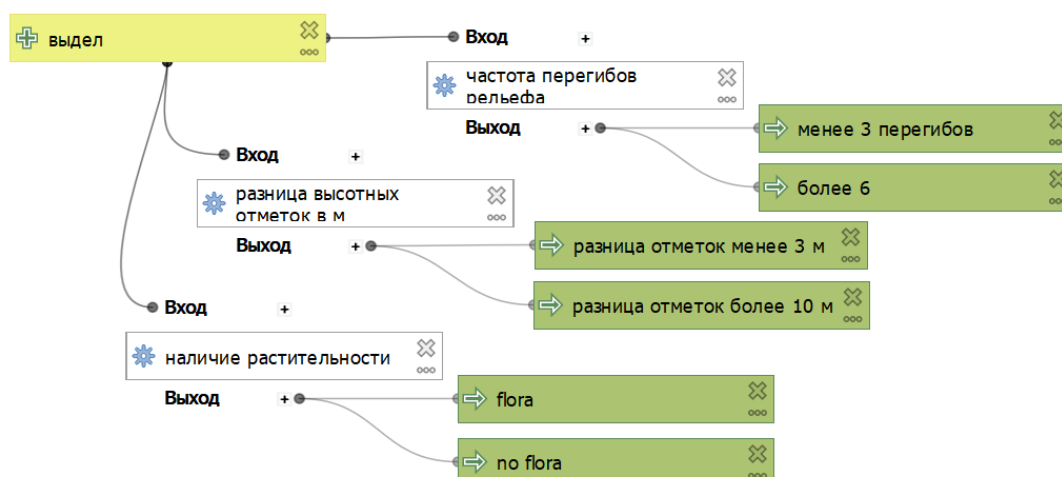 выдел
Вход
+
частота перегибов
рельефа
Выход
+
менее 3 перегибов
более 6
Вход
+
разница высотных
отметок в м
Выход
+
разница отметок менее 3 м
разница отметок более 10 м
Вход
+
наличие растительности
Выход
+
flora
no flora